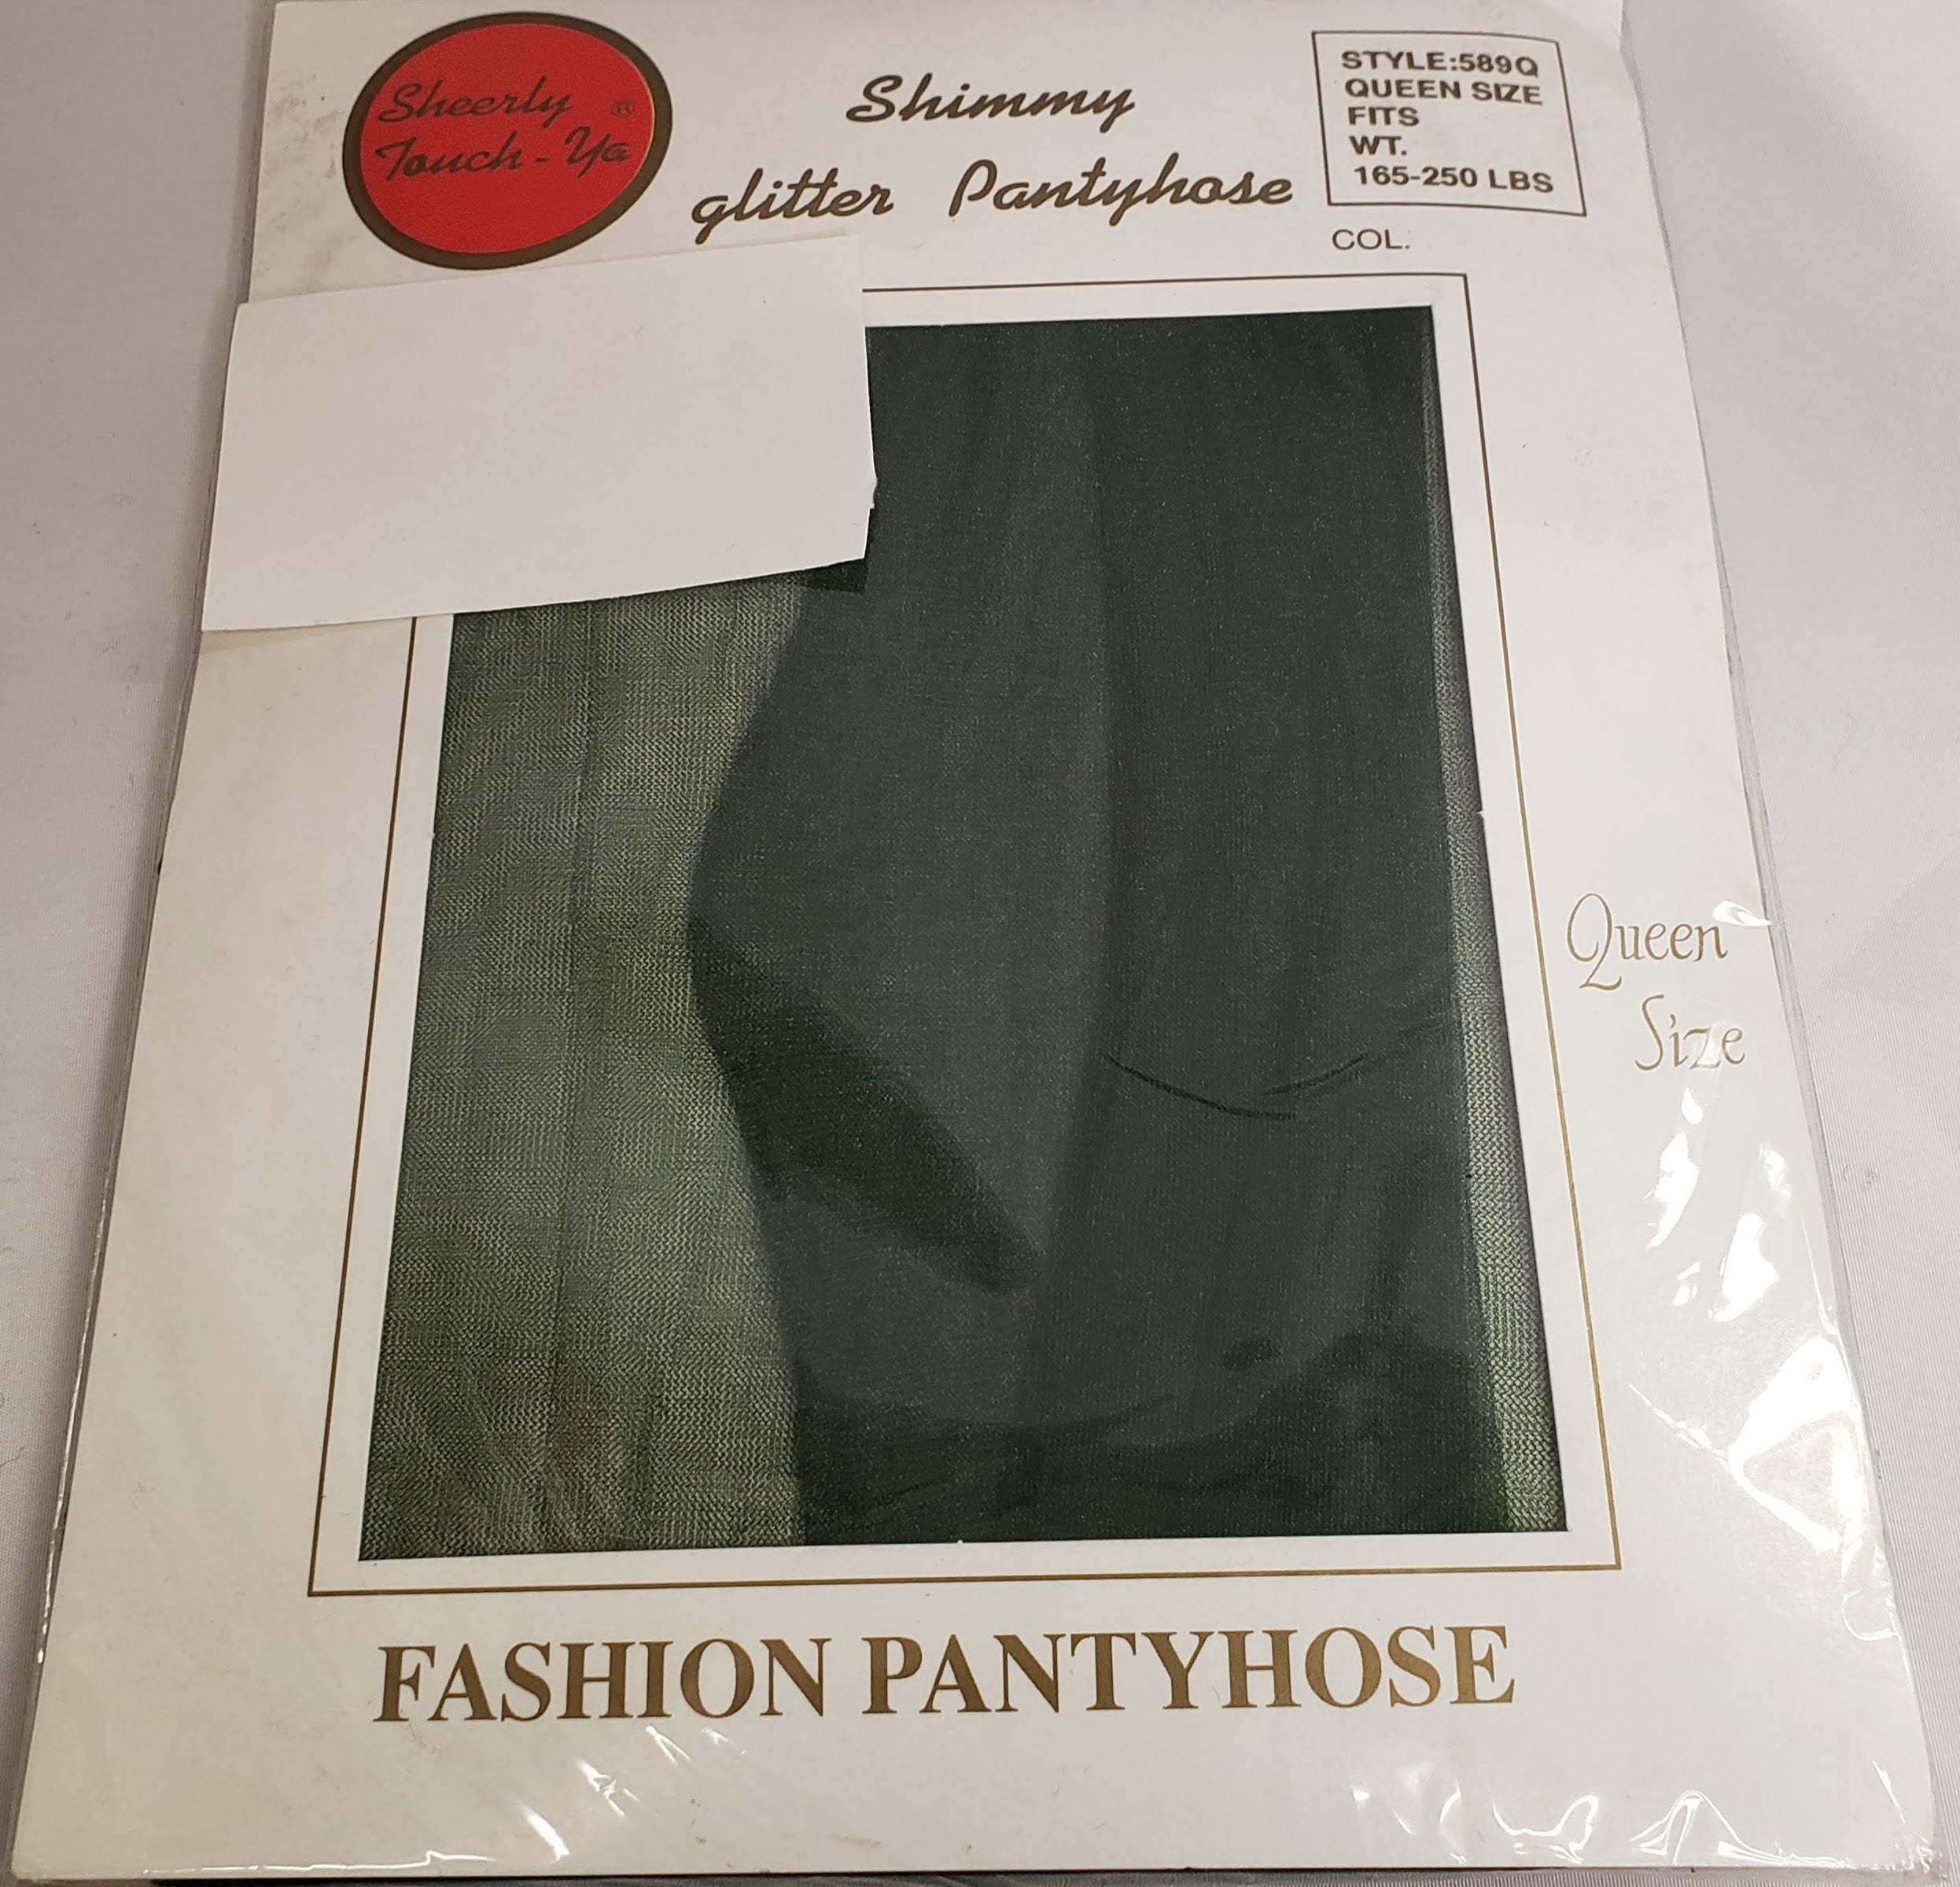 Sheerly ®
Touch-Ya
Shimmy
glitter Pantyhose
STYLE:589Q
QUEEN SIZE
FITS
WT.
165-250 LBS
COL.
Queen
Size
FASHION PANTYHOSE